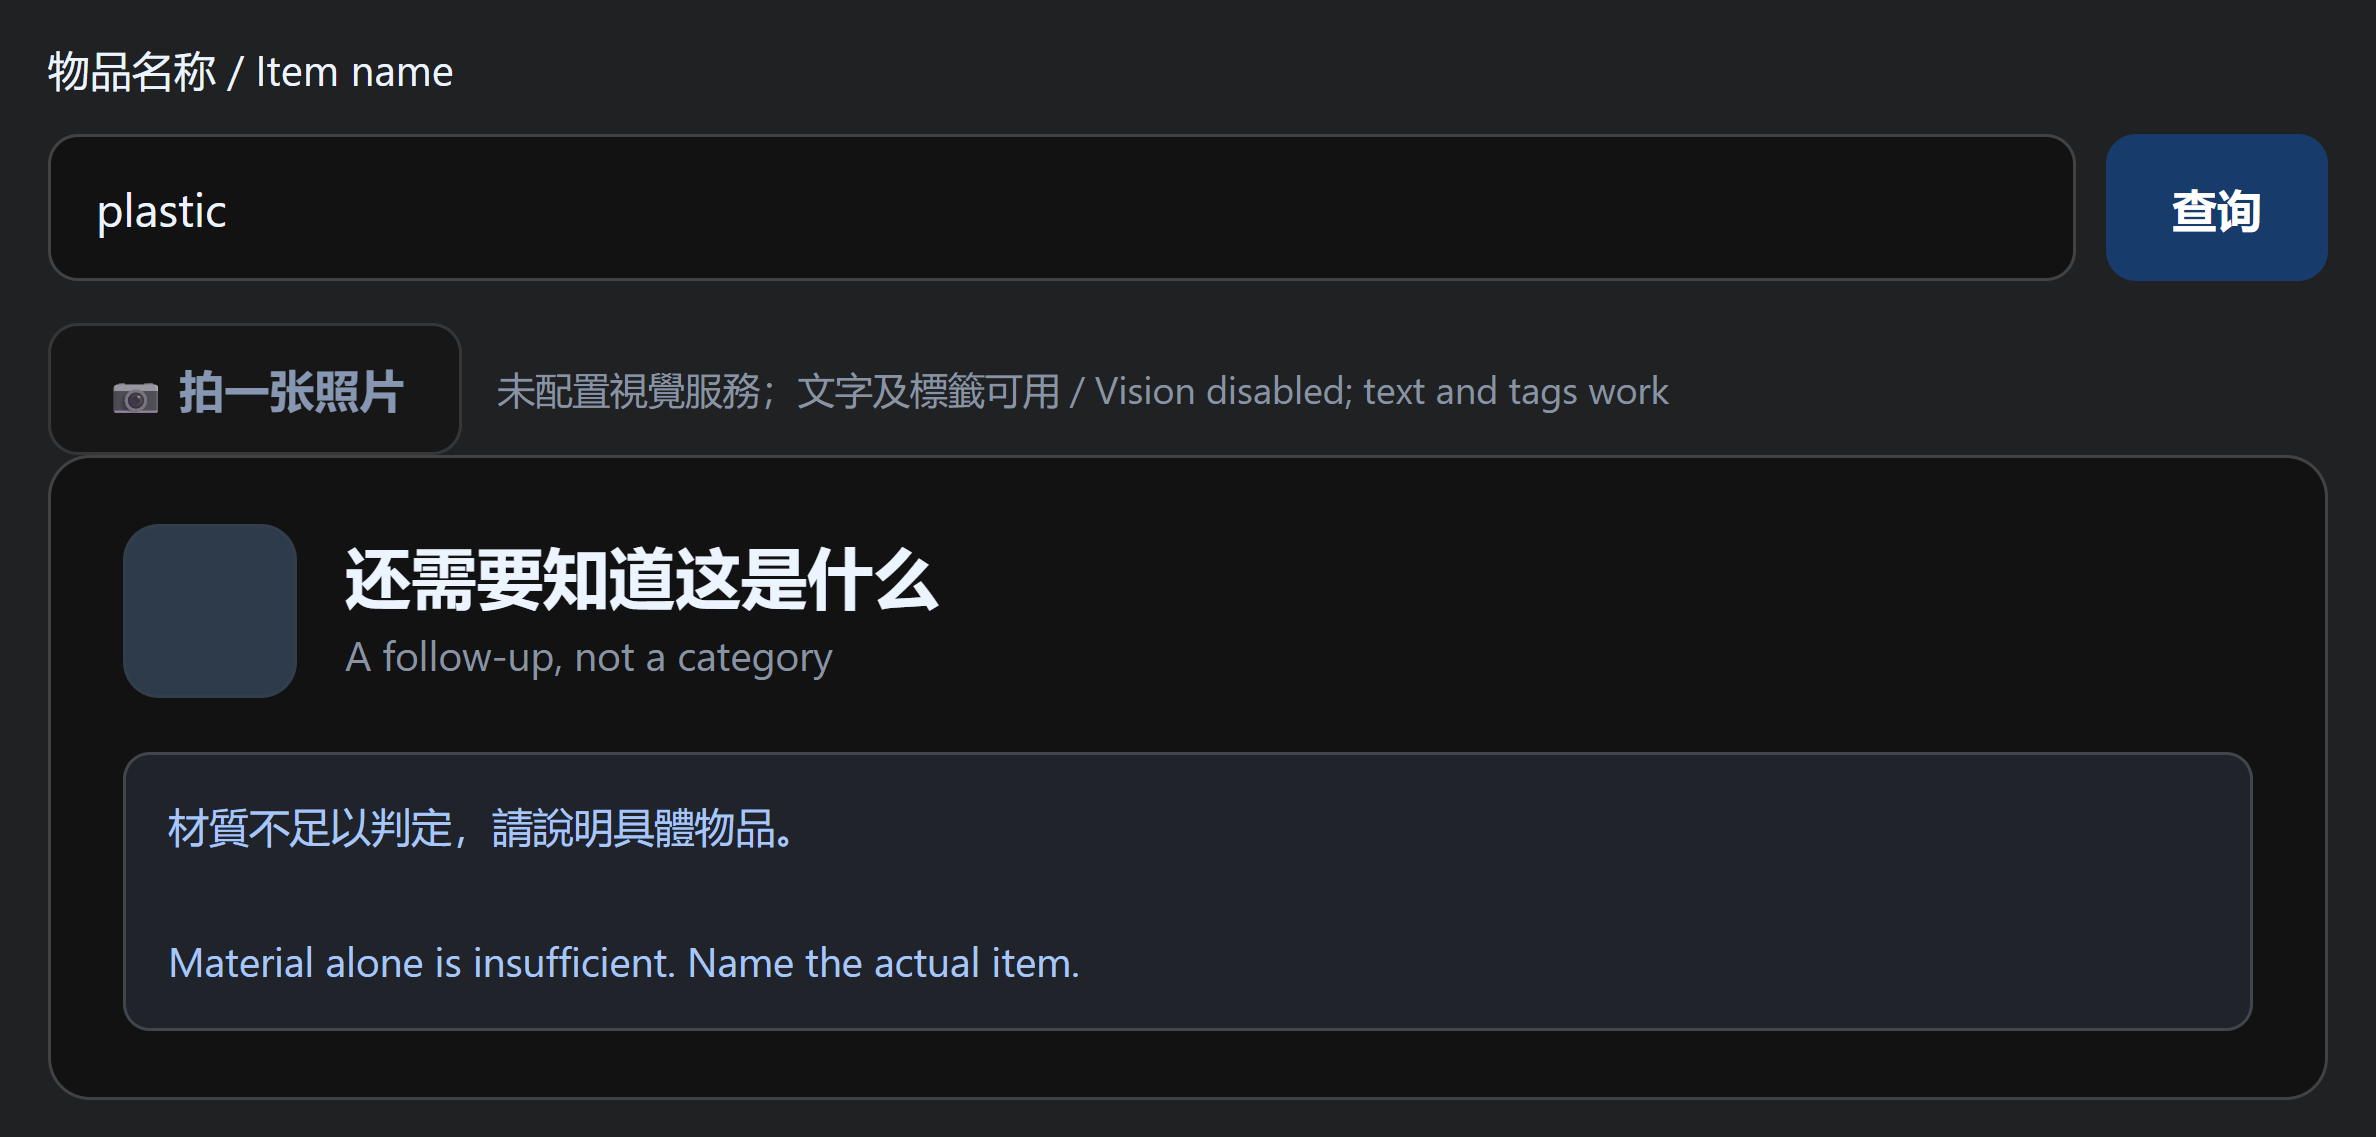 物品名称 / Item name
plastic
查询
拍一张照片
未配置視覺服務；文字及標籤可用 / Vision disabled; text and tags work
还需要知道这是什么
A follow-up, not a category
材質不足以判定，請說明具體物品。
Material alone is insufficient. Name the actual item.